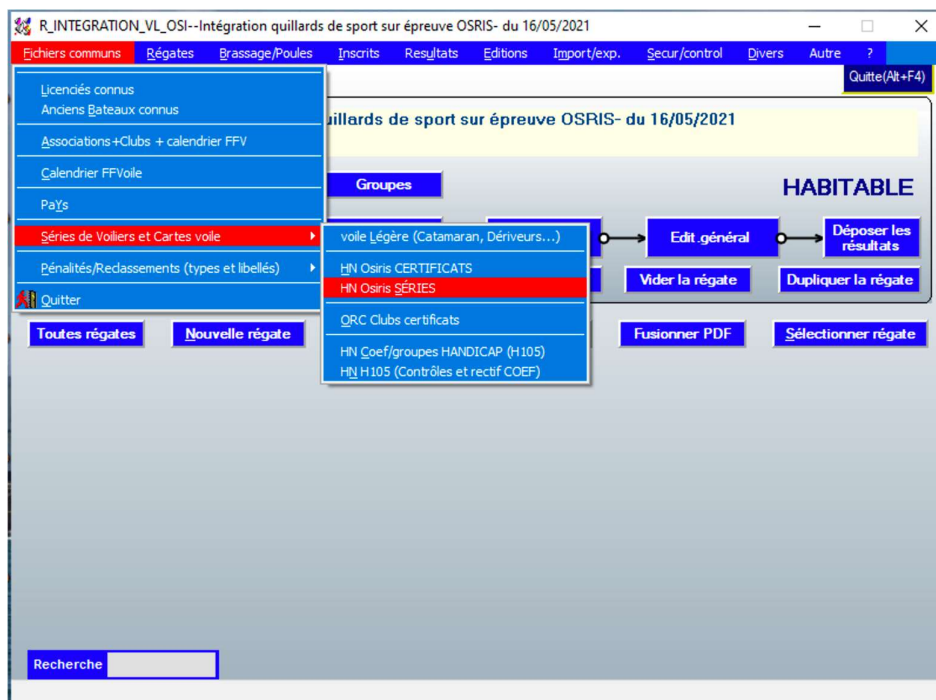 R_INTEGRATION_VL_OSI--Intégration quillards de sport sur épreuve OSRIS- du 16/05/2021
Fichiers communs Régates Brassage/Poules Inscrits Resultats Editions Import/exp. Secur/control Divers Autre ?
Quitte(Alt+F4)
Licenciés connus
Anciens Bateaux connus
Associations+Clubs + calendrier FFV
Calendrier FFVoile
PaYs
Séries de Voiliers et Cartes voile
Pénalités/Reclassements (types et libellés)
Quitter
uillards de sport sur épreuve OSRIS- du 16/05/2021
Groupes
HABITABLE
voile Légère (Catamaran, Dériveurs...)
HN Osiris CERTIFICATS
HN Osiris SÉRIES
ORC Clubs certificats
HN Coef/groupes HANDICAP (H105)
HN H105 (Contrôles et rectif COEF)
Edit.général
Déposer les
résultats
Vider la régate
Dupliquer la régate
Toutes régates
Nouvelle régate
Fusionner PDF
Sélectionner régate
Recherche